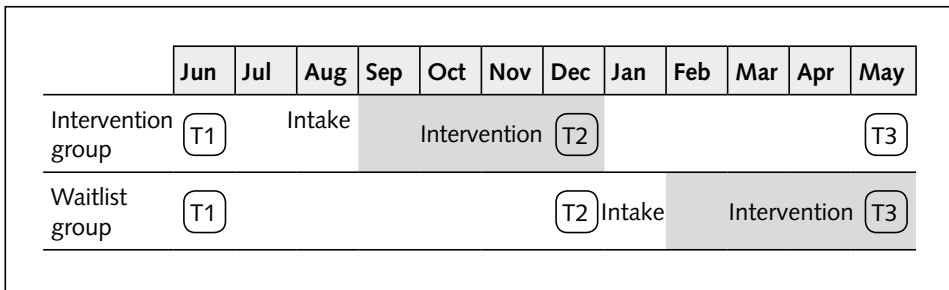 Jun Jul Aug Sep Oct Nov Dec Jan Feb Mar Apr May
Intervention
group
T1 Intake Intervention T2 T3
Waitlist
group
T1 T2 Intake Intervention T3